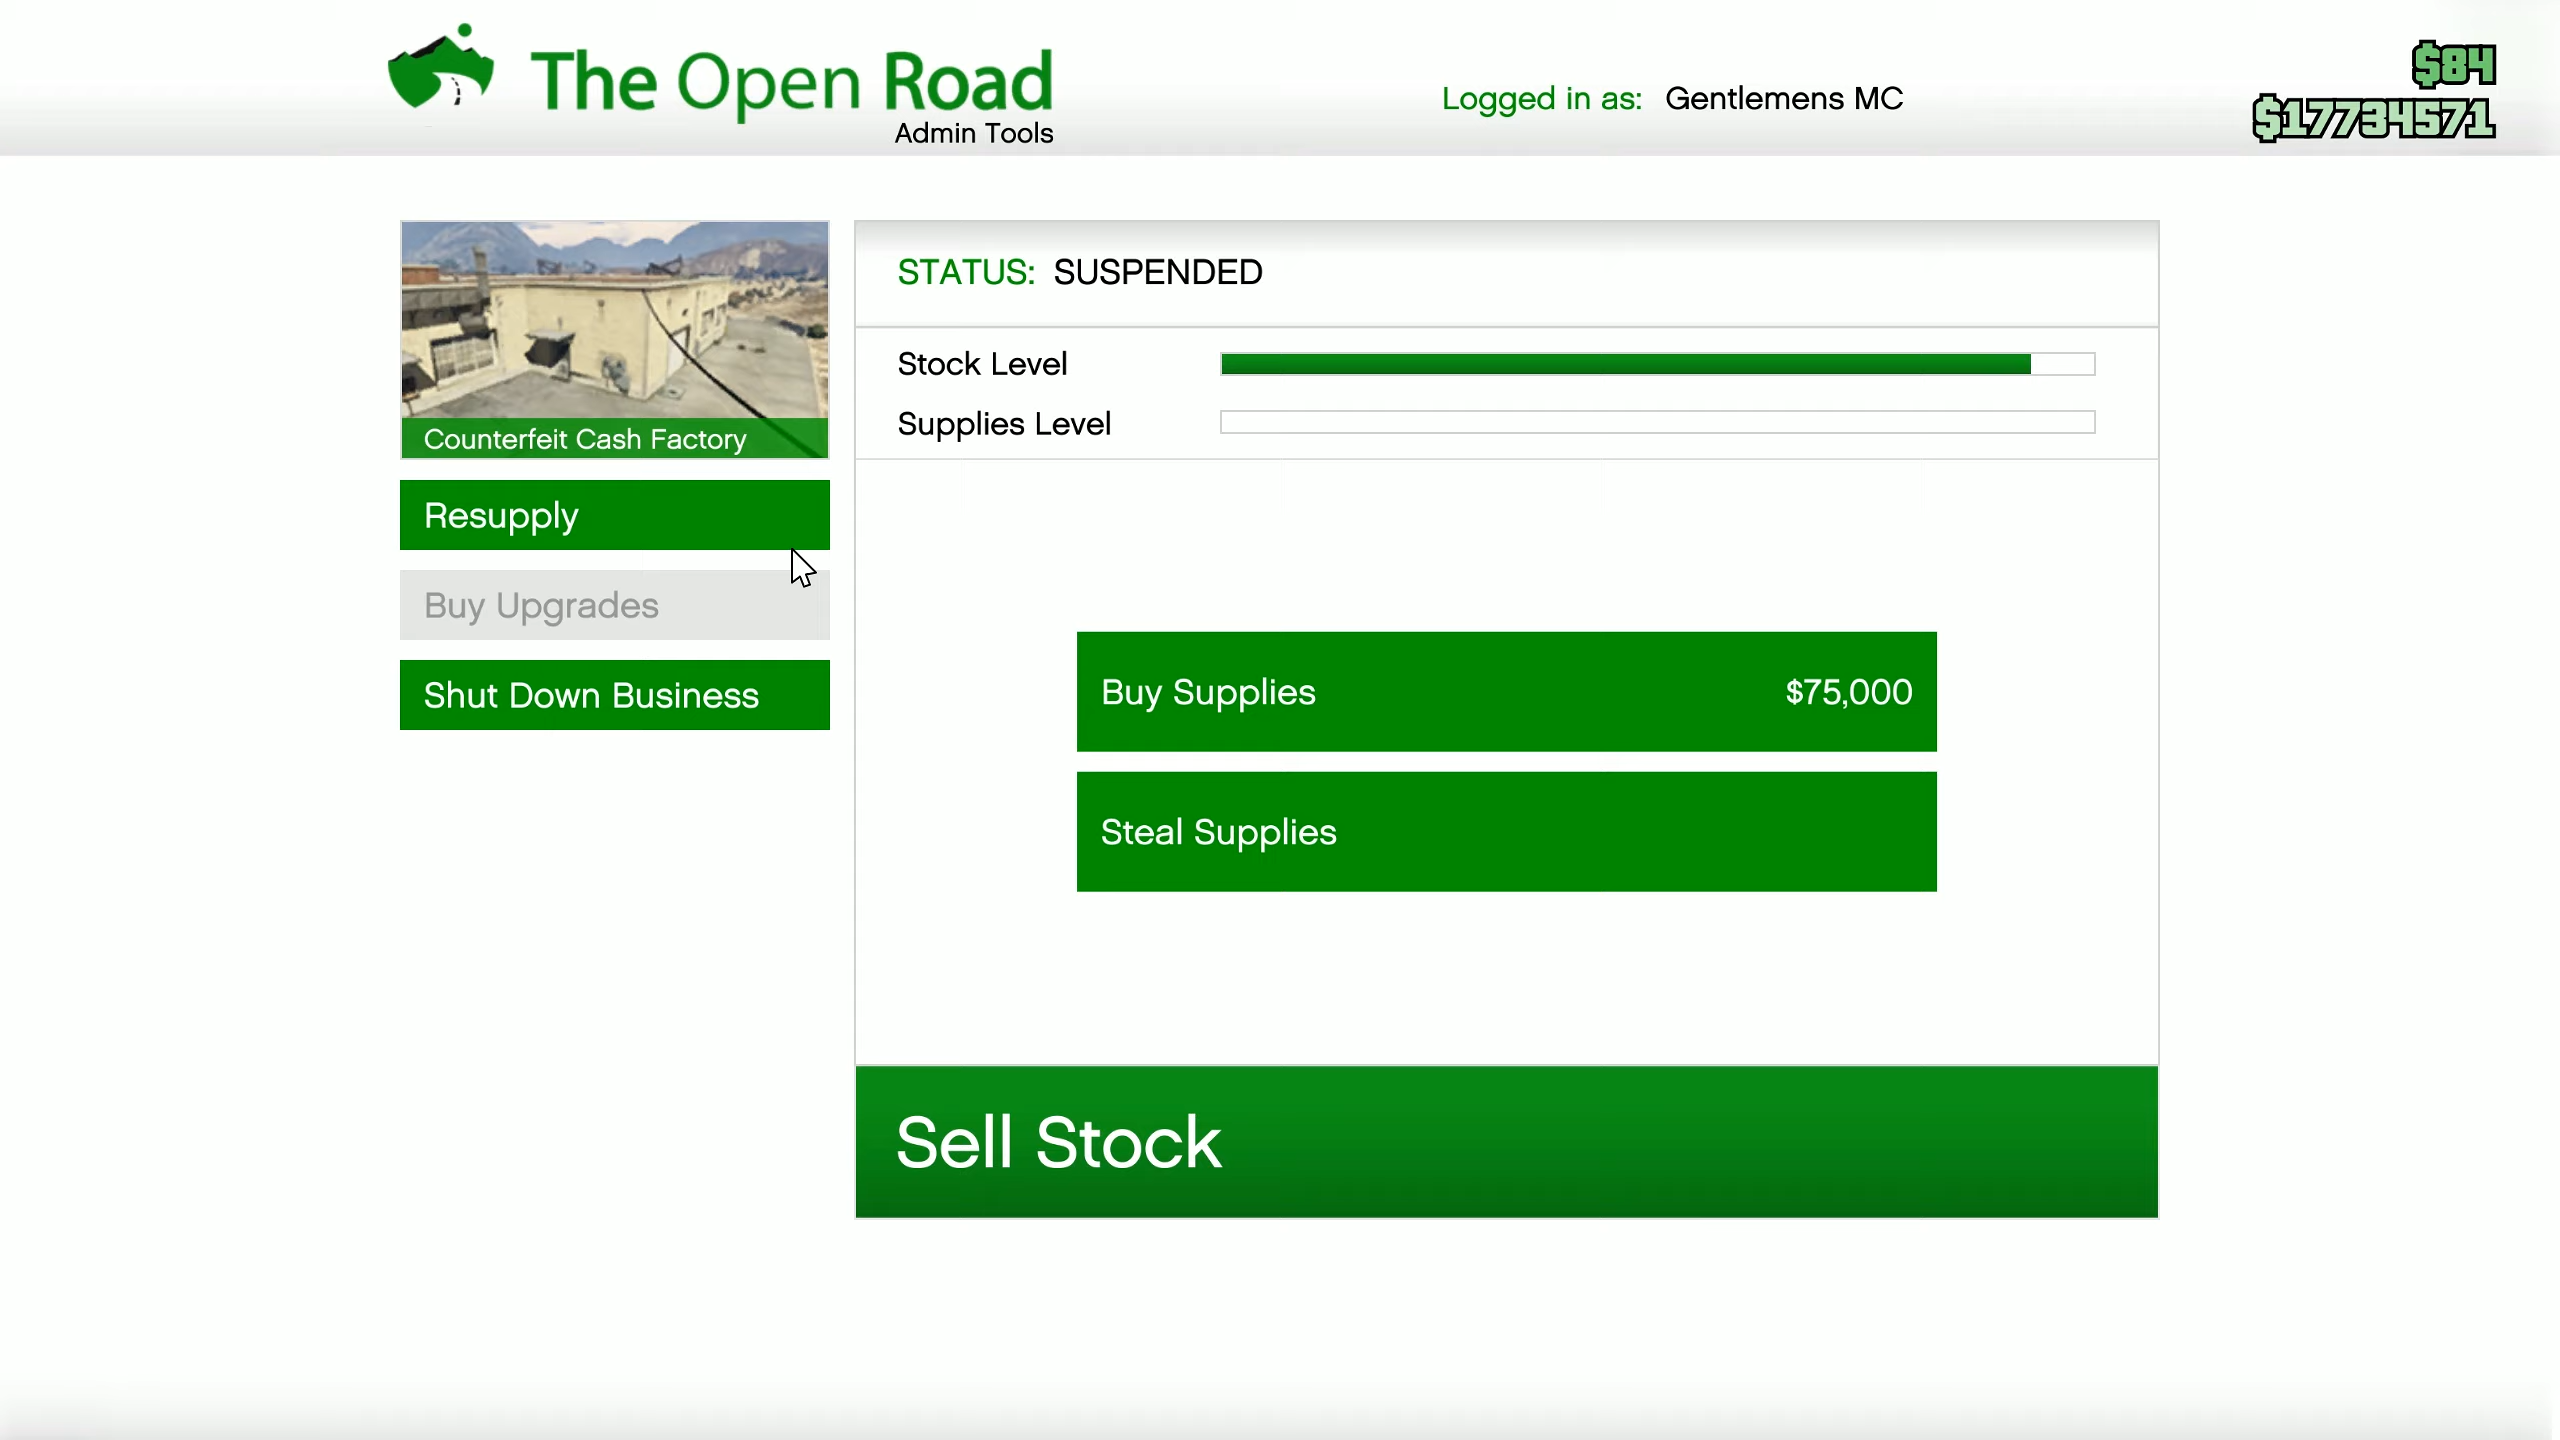 The Open Road
Admin Tools
Logged in as: Gentlemens MC
$84
$17734571
Counterfeit Cash Factory
Resupply
Buy Upgrades
Shut Down Business
STATUS: SUSPENDED
Stock Level
Supplies Level
Buy Supplies $75,000
Steal Supplies
Sell Stock